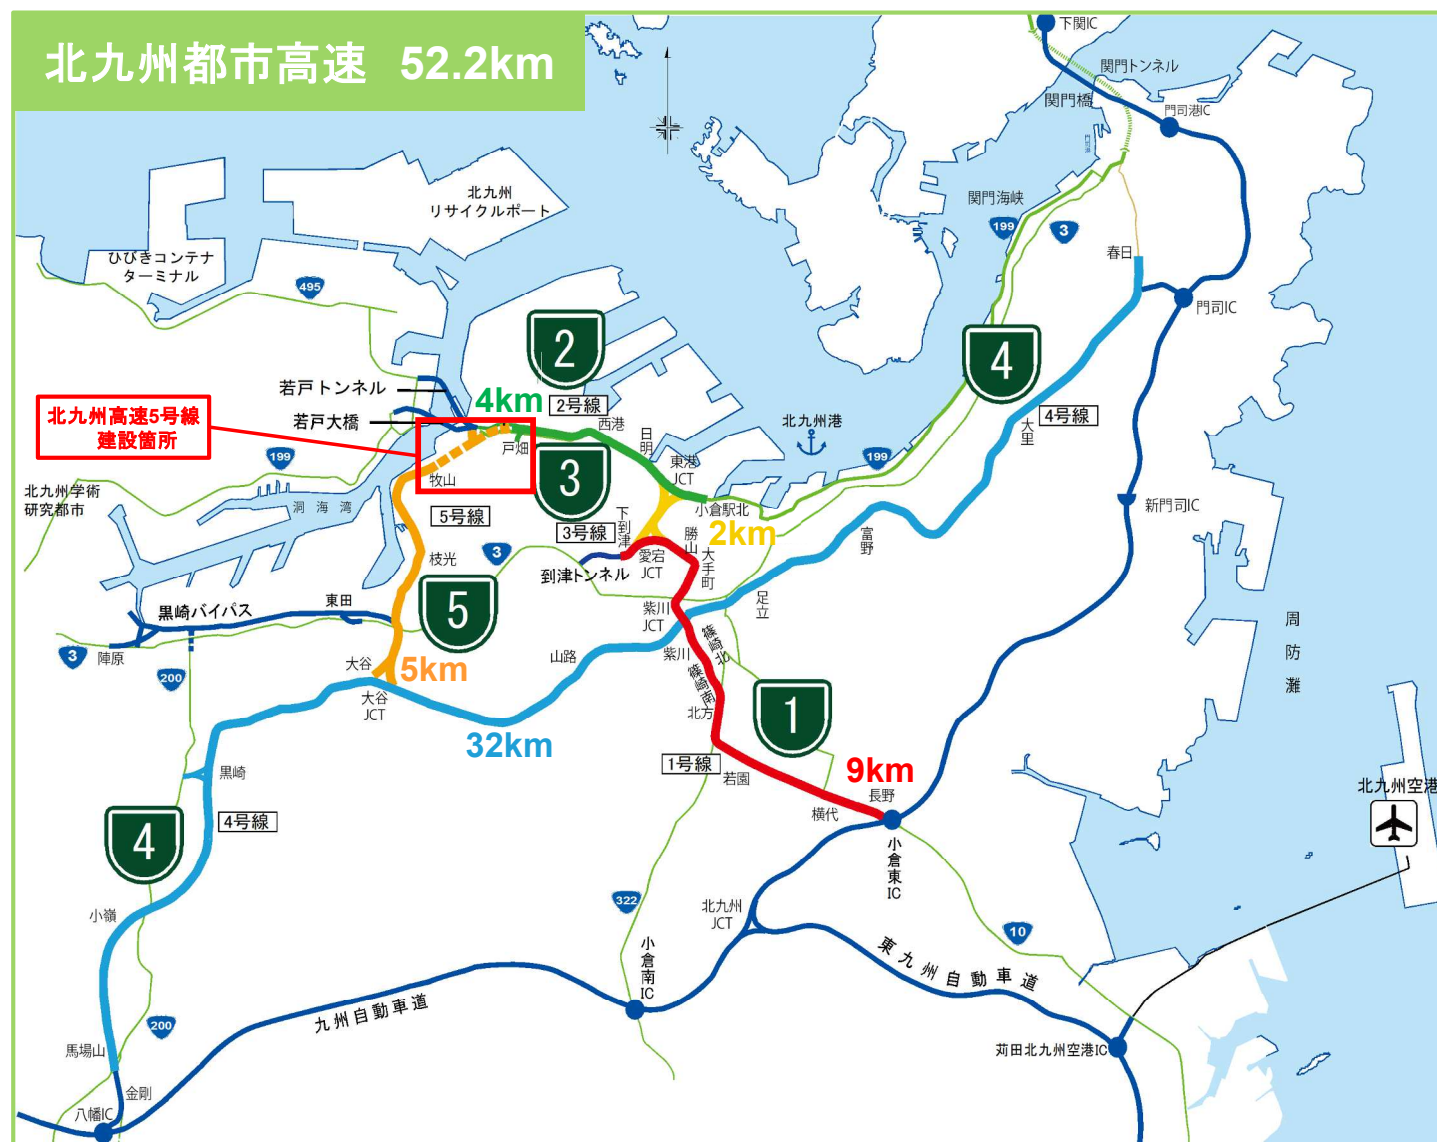 北九州都市高速 52.2km
下関IC
関門トンネル
関門橋
門司港IC
北九州
リサイクルポート
関門海峡
199
3
ひびきコンテナ
ターミナル
春日
495
門司IC
2
4
若戸トンネル
4km
2号線
4号線
北九州高速5号線
建設箇所
若戸大橋
西港
北九州港
大里
戸畑
日明
199
199
東港
JCT
3
牧山
北九州学術
研究都市
洞海湾
小倉駅北
新門司IC
5号線
下到津
3号線
2km
勝山
富野
3
愛宕
JCT
大手町
枝光
到津トンネル
5
足立
黒崎バイパス
東田
紫川
JCT
周防灘
3
陣原
山路
紫川
篠崎北
大谷
5km
200
篠崎南
大谷
JCT
1
北方
32km
1号線
9km
黒崎
若園
長野
北九州空港
横代
4号線
4
小倉東IC
322
北九州
JCT
小嶺
10
小倉南IC
東九州自動車道
九州自動車道
200
馬場山
苅田北九州空港IC
金剛
八幡IC